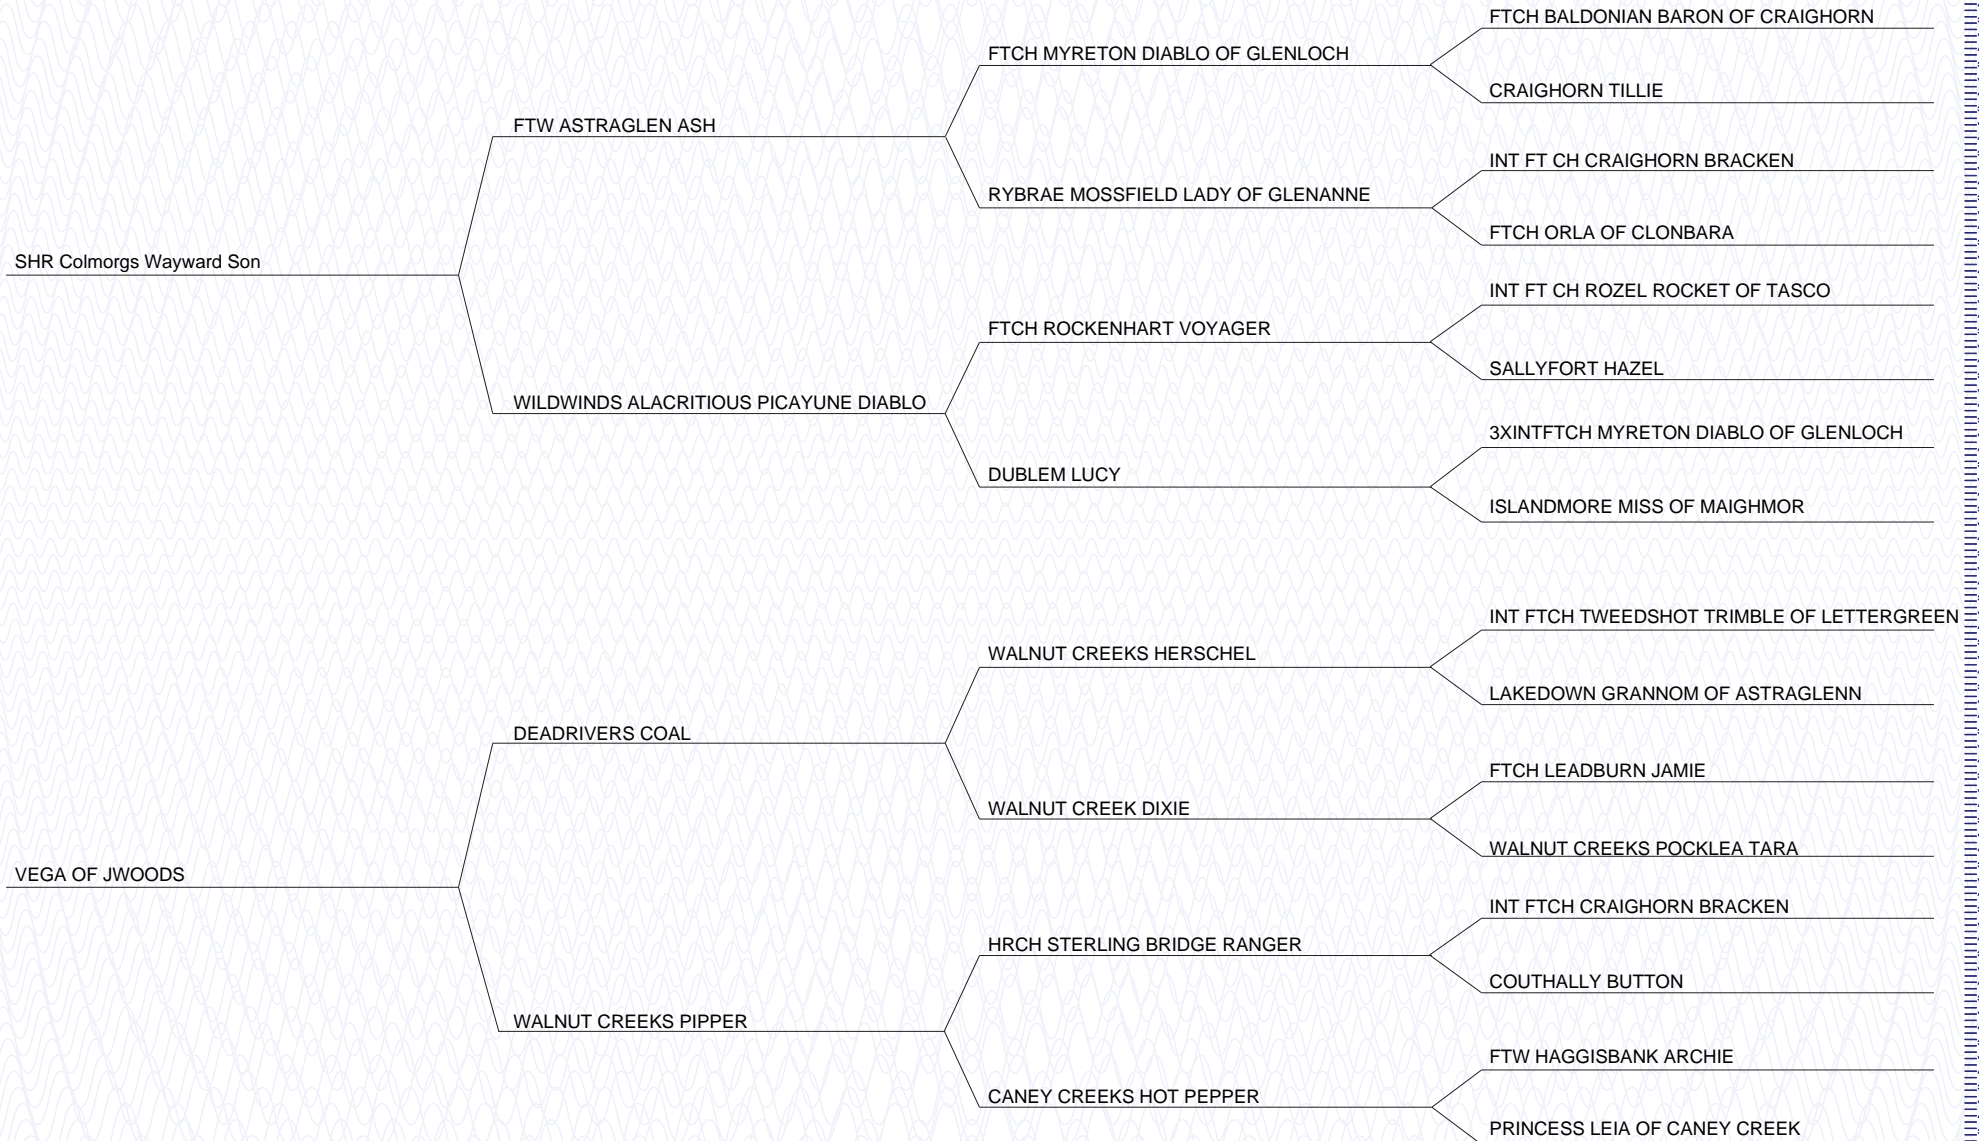 FTCH BALDONIAN BARON OF CRAIGHORN
FTCH MYRETON DIABLO OF GLENLOCH
CRAIGHORN TILLIE
FTW ASTRAGLEN ASH
INT FT CH CRAIGHORN BRACKEN
RYBRAE MOSSFIELD LADY OF GLENANNE
FTCH ORLA OF CLONBARA
SHR Colmorgs Wayward Son
INT FT CH ROZEL ROCKET OF TASCO
FTCH ROCKENHART VOYAGER
SALLYFORT HAZEL
WILDWINDS ALACRITIOUS PICAYUNE DIABLO
3XINTFTCH MYRETON DIABLO OF GLENLOCH
DUBLEM LUCY
ISLANDMORE MISS OF MAIGHMOR
INT FTCH TWEEDSHOT TRIMBLE OF LETTERGREEN
WALNUT CREEKS HERSCHEL
LAKEDOWN GRANNOM OF ASTRAGLENN
DEADRIVERS COAL
FTCH LEADBURN JAMIE
WALNUT CREEK DIXIE
WALNUT CREEKS POCKLEA TARA
VEGA OF JWOODS
INT FTCH CRAIGHORN BRACKEN
HRCH STERLING BRIDGE RANGER
COUTHALLY BUTTON
WALNUT CREEKS PIPPER
FTW HAGGISBANK ARCHIE
CANEY CREEKS HOT PEPPER
PRINCESS LEIA OF CANEY CREEK